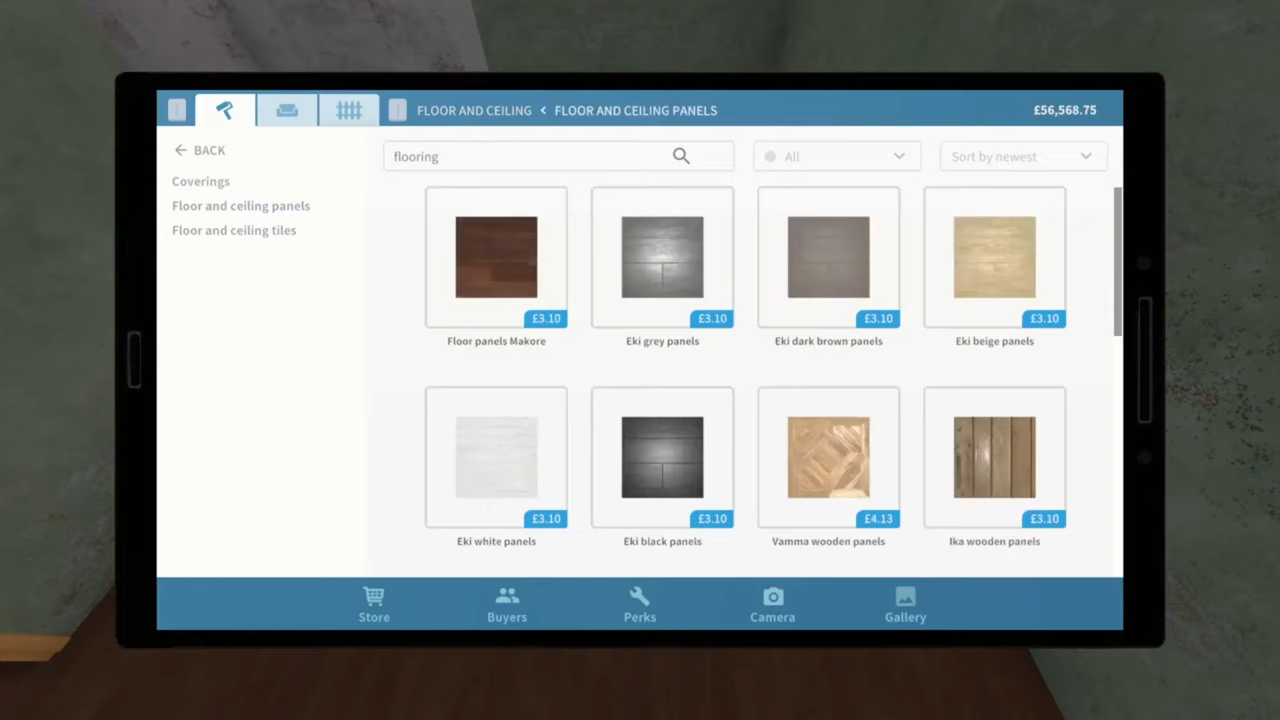 FLOOR AND CEILING < FLOOR AND CEILING PANELS
£56,568.75
BACK
Coverings
Floor and ceiling panels
Floor and ceiling tiles
flooring
All
Sort by newest
£3.10
£3.10
£3.10
£3.10
Floor panels Makore
Eki grey panels
Eki dark brown panels
Eki beige panels
£3.10
£3.10
£4.13
£3.10
Eki white panels
Eki black panels
Vamma wooden panels
Ika wooden panels
Store
Buyers
Perks
Camera
Gallery